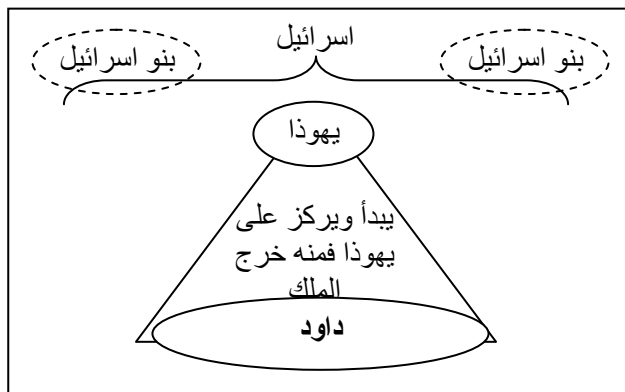 اسرائيل
بنو اسرائيل
بنو اسرائيل
يهوذا
يبدأ ويركز على
يهوذا فمنه خرج
الملك
داود